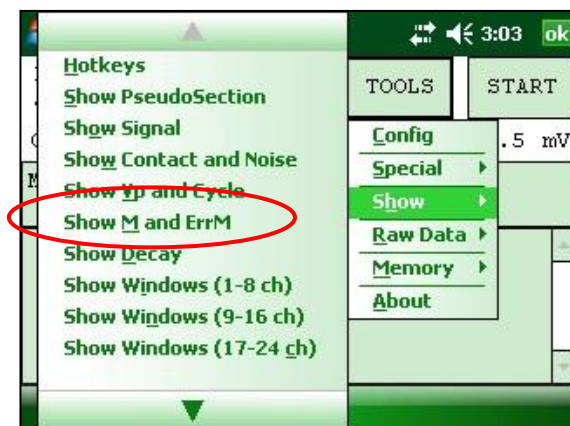 3:03 ok
Hotkeys
Show PseudoSection
Show Signal
Show Contact and Noise
Show Vp and Cycle
Show M and ErrM
Show Decay
Show Windows (1-8 ch)
Show Windows (9-16 ch)
Show Windows (17-24 ch)
TOOLS
START
Config
Special
Show
Raw Data
Memory
About
.5 mV